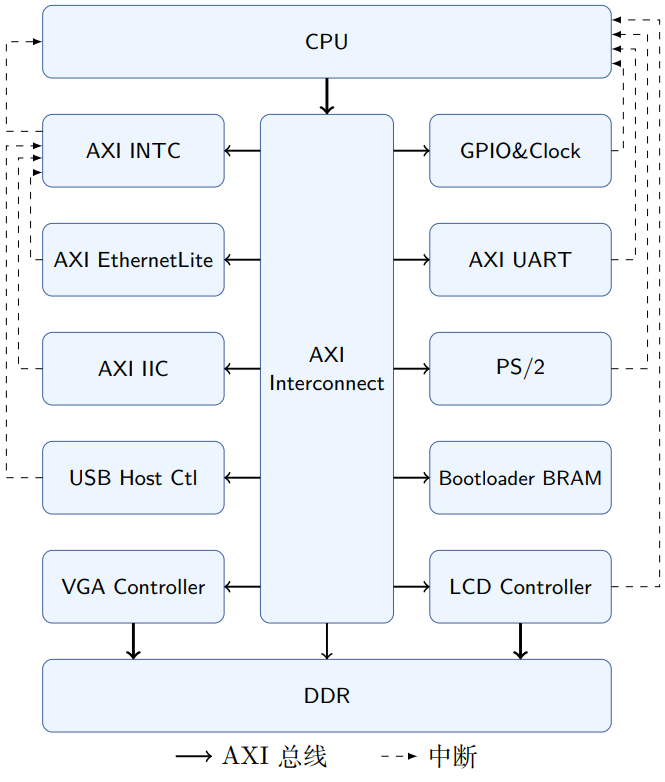 CPU
AXI INTC
GPIO&Clock
AXI EthernetLite
AXI UART
AXI
Interconnect
AXI IIC
PS/2
USB Host Ctl
Bootloader BRAM
VGA Controller
LCD Controller
DDR
AXI 总线
中断